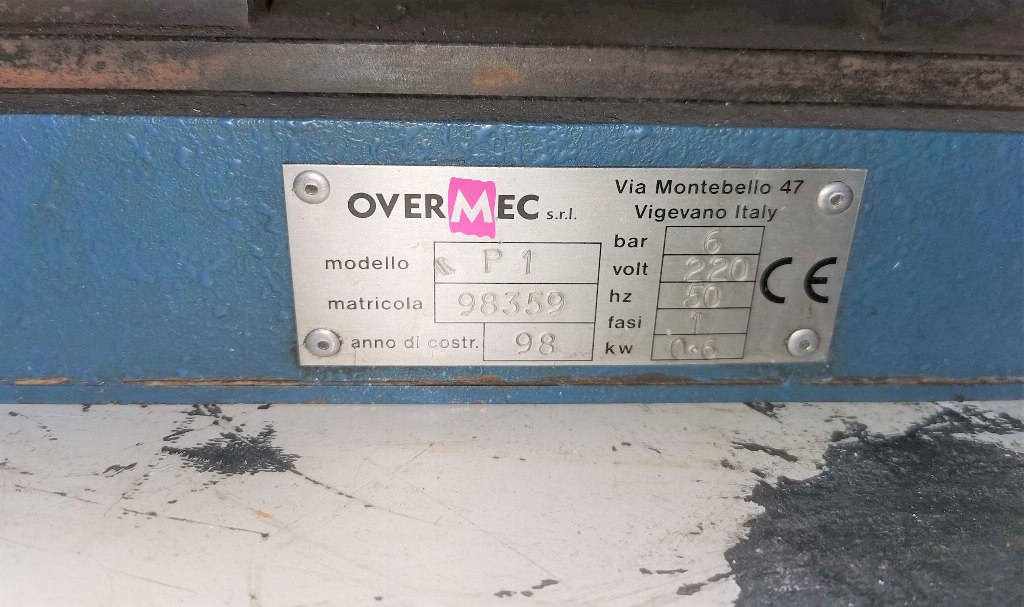 OVERMEC s.r.l.
Via Montebello 47
Vigevano Italy
modello P 1
matricola 98359
anno di costr. 98
bar 6
volt 220
hz 50
fasi 1
kw 0.6
CE